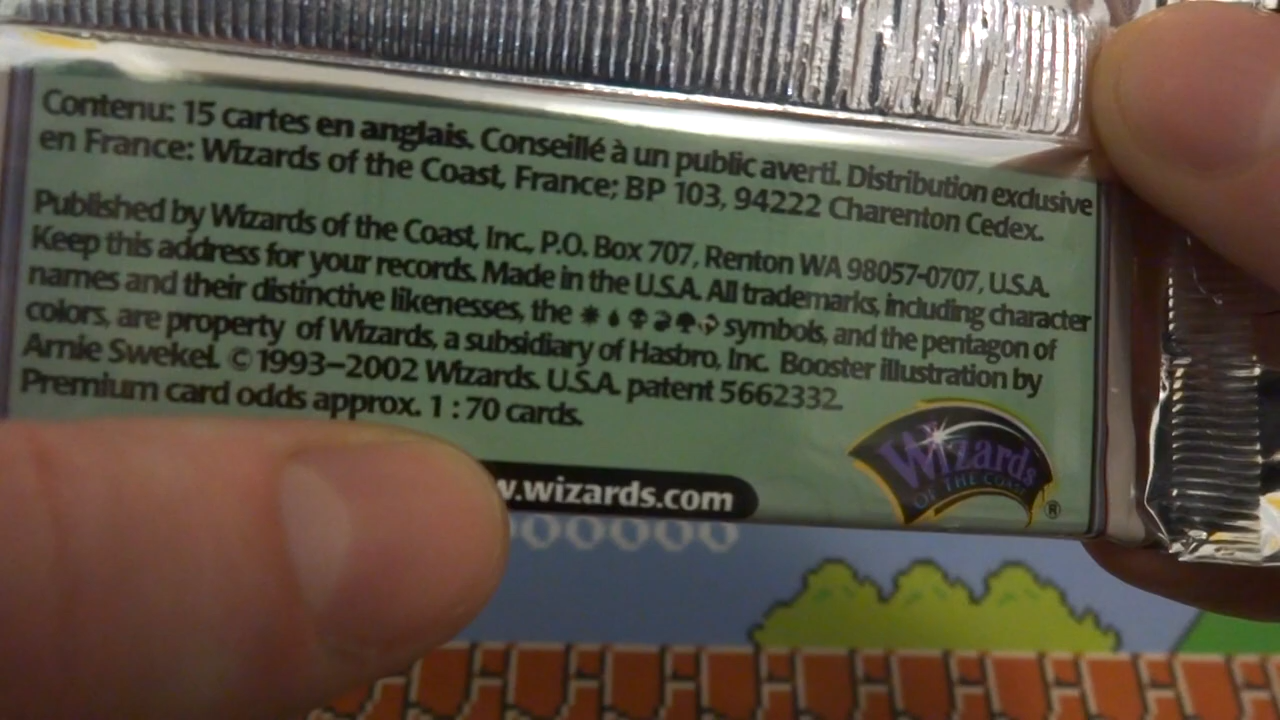 Contenu: 15 cartes en anglais. Conseillé à un public averti. Distribution exclusive
en France: Wizards of the Coast, France; BP 103, 94222 Charenton Cedex.
Published by Wizards of the Coast, Inc., P.O. Box 707, Renton WA 98057-0707, U.S.A.
Keep this address for your records. Made in the U.S.A. All trademarks, including character
names and their distinctive likenesses, the symbols, and the pentagon of
colors, are property of Wizards, a subsidiary of Hasbro, Inc. Booster illustration by
Arnie Swekel. © 1993–2002 Wizards. U.S.A. patent 5662332.
Premium card odds approx. 1 : 70 cards.
w.wizards.com
Wizards
OF THE COAST
®
000000